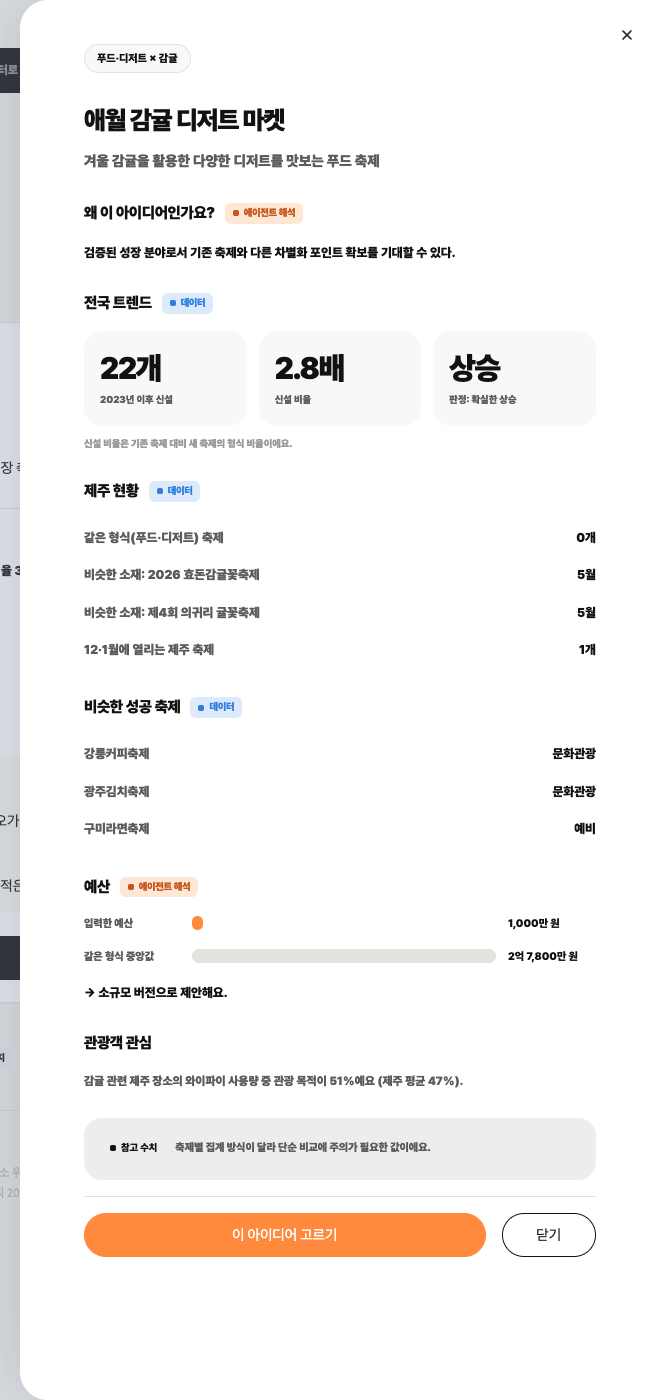 푸드·디저트 × 감귤
애월 감귤 디저트 마켓
겨울 감귤을 활용한 다양한 디저트를 맛보는 푸드 축제
왜 이 아이디어인가요? 에이전트 해석
검증된 성장 분야로서 기존 축제와 다른 차별화 포인트 확보를 기대할 수 있다.
전국 트렌드 데이터
22개 2.8배 상승
2023년 이후 신설 신설 비율 판정: 확실한 상승
신설 비율은 기존 축제 대비 새 축제의 형식 비율이에요.
제주 현황 데이터
같은 형식(푸드·디저트) 축제 0개
비슷한 소재: 2026 효돈감귤꽃축제 5월
비슷한 소재: 제4회 의귀리 귤꽃축제 5월
12·1월에 열리는 제주 축제 1개
비슷한 성공 축제 데이터
강릉커피축제 문화관광
광주김치축제 문화관광
구미라면축제 예비
예산 에이전트 해석
입력한 예산 1,000만 원
같은 형식 중앙값 2억 7,800만 원
→ 소규모 버전으로 제안해요.
관광객 관심
감귤 관련 제주 장소의 와이파이 사용량 중 관광 목적이 51%예요 (제주 평균 47%).
참고 수치 축제별 집계 방식이 달라 단순 비교에 주의가 필요한 값이에요.
이 아이디어 고르기 닫기